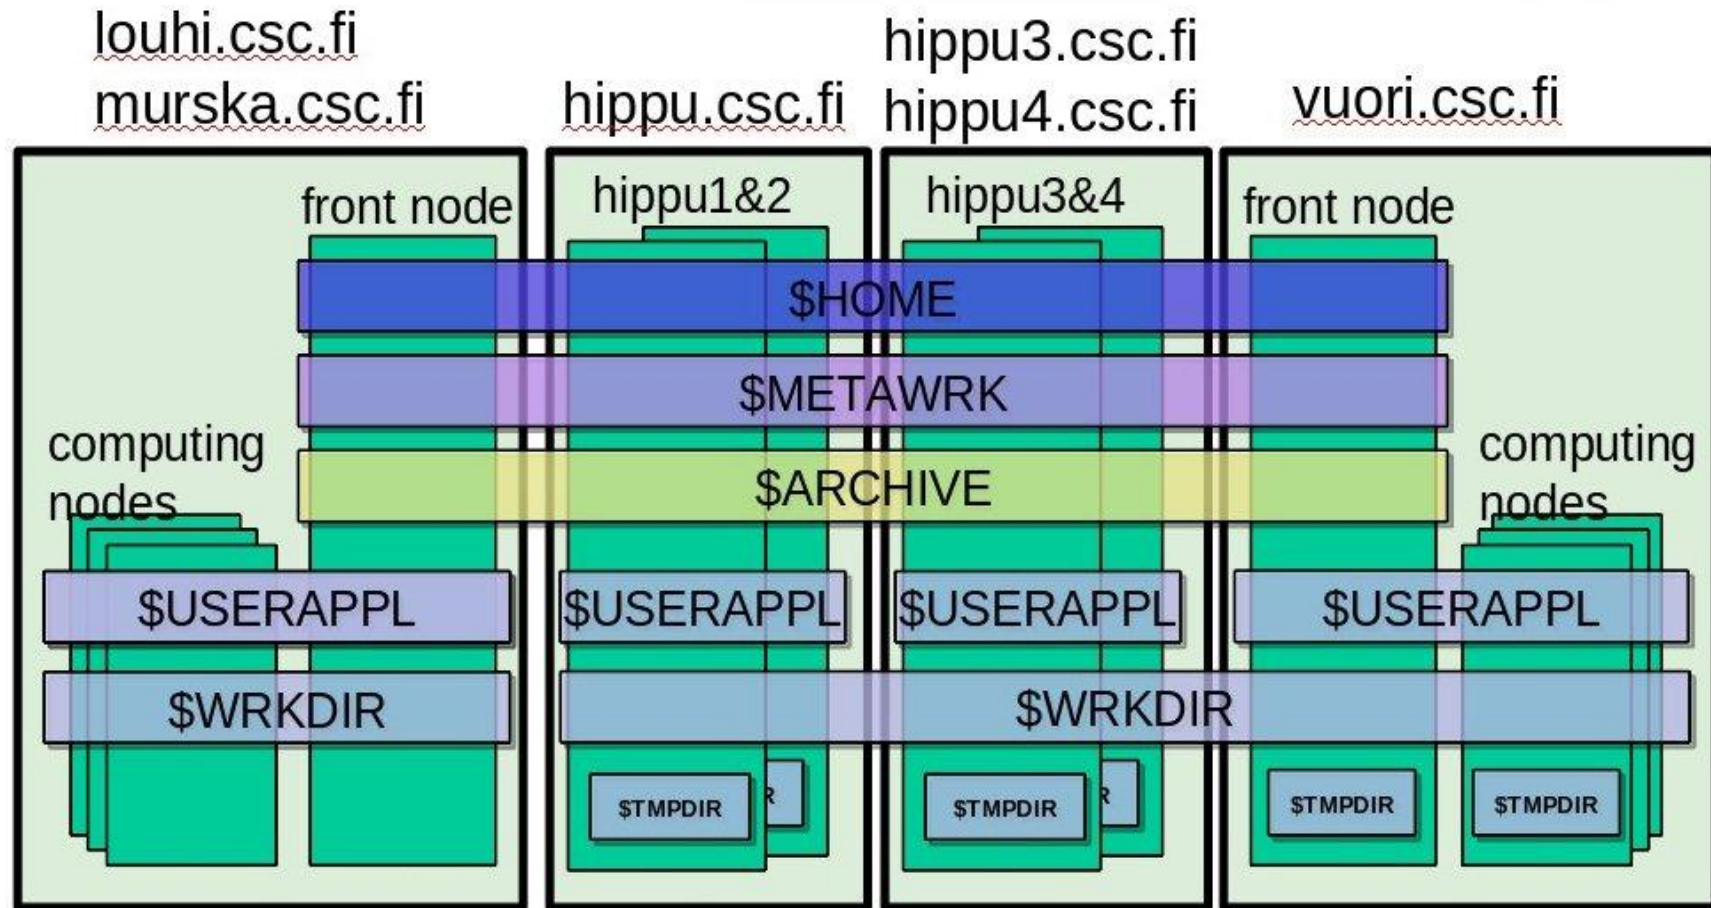 louhi.csc.fi
murska.csc.fi
hippu.csc.fi
hippu3.csc.fi
hippu4.csc.fi
vuori.csc.fi
front node
hippu1&2
hippu3&4
front node
$HOME
$METAWRK
$ARCHIVE
computing
nodes
computing
nodes
$USERAPPL
$USERAPPL
$USERAPPL
$USERAPPL
$WRKDIR
$WRKDIR
$TMPDIR
R
$TMPDIR
R
$TMPDIR
$TMPDIR